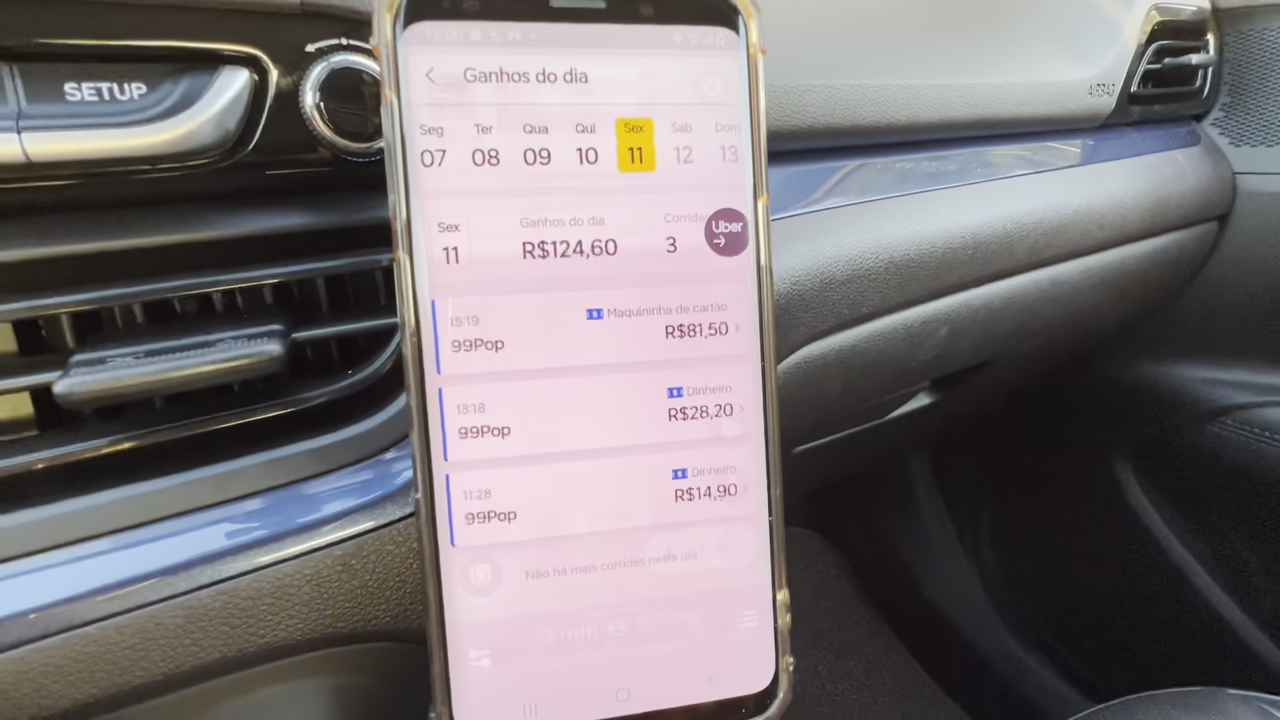 SETUP
AIRBAG
Ganhos do dia
Seg Ter Qua Qui Sex Sab Dom
07 08 09 10 11 12 13
Sex Ganhos do dia Corridas
11 R$124,60 3
Uber
15:19 Maquininha de cartão
99Pop R$81,50
13:18 Dinheiro
99Pop R$28,20
11:28 Dinheiro
99Pop R$14,90
Não há mais corridas neste dia
min